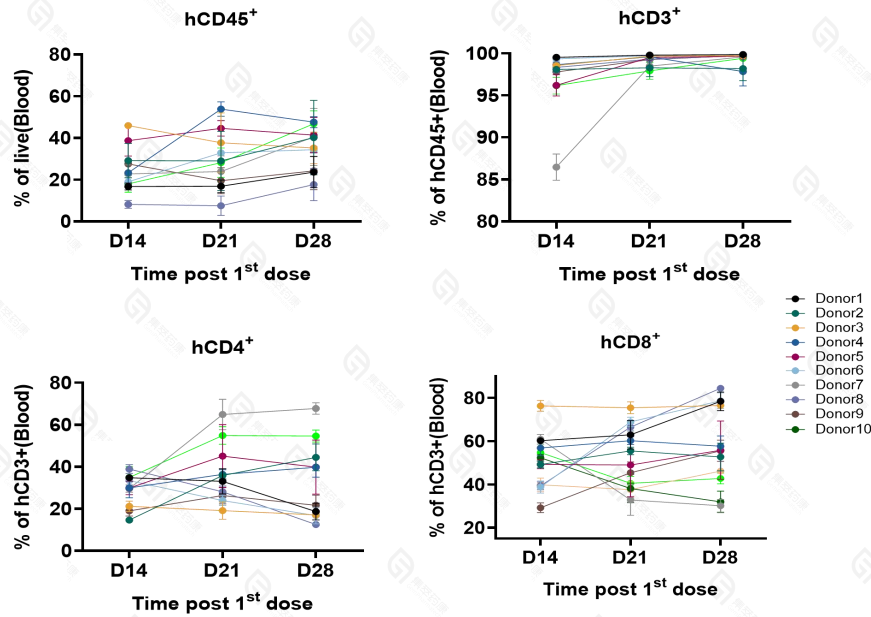 hCD45+
% of live(Blood)
80
60
40
20
0
D14 D21 D28
Time post 1st dose
hCD3+
% of hCD45+(Blood)
100
95
90
85
80
D14 D21 D28
Time post 1st dose
hCD4+
% of hCD3+(Blood)
80
60
40
20
0
D14 D21 D28
Time post 1st dose
hCD8+
% of hCD3+(Blood)
80
60
40
20
D14 D21 D28
Time post 1st dose
Donor1
Donor2
Donor3
Donor4
Donor5
Donor6
Donor7
Donor8
Donor9
Donor10